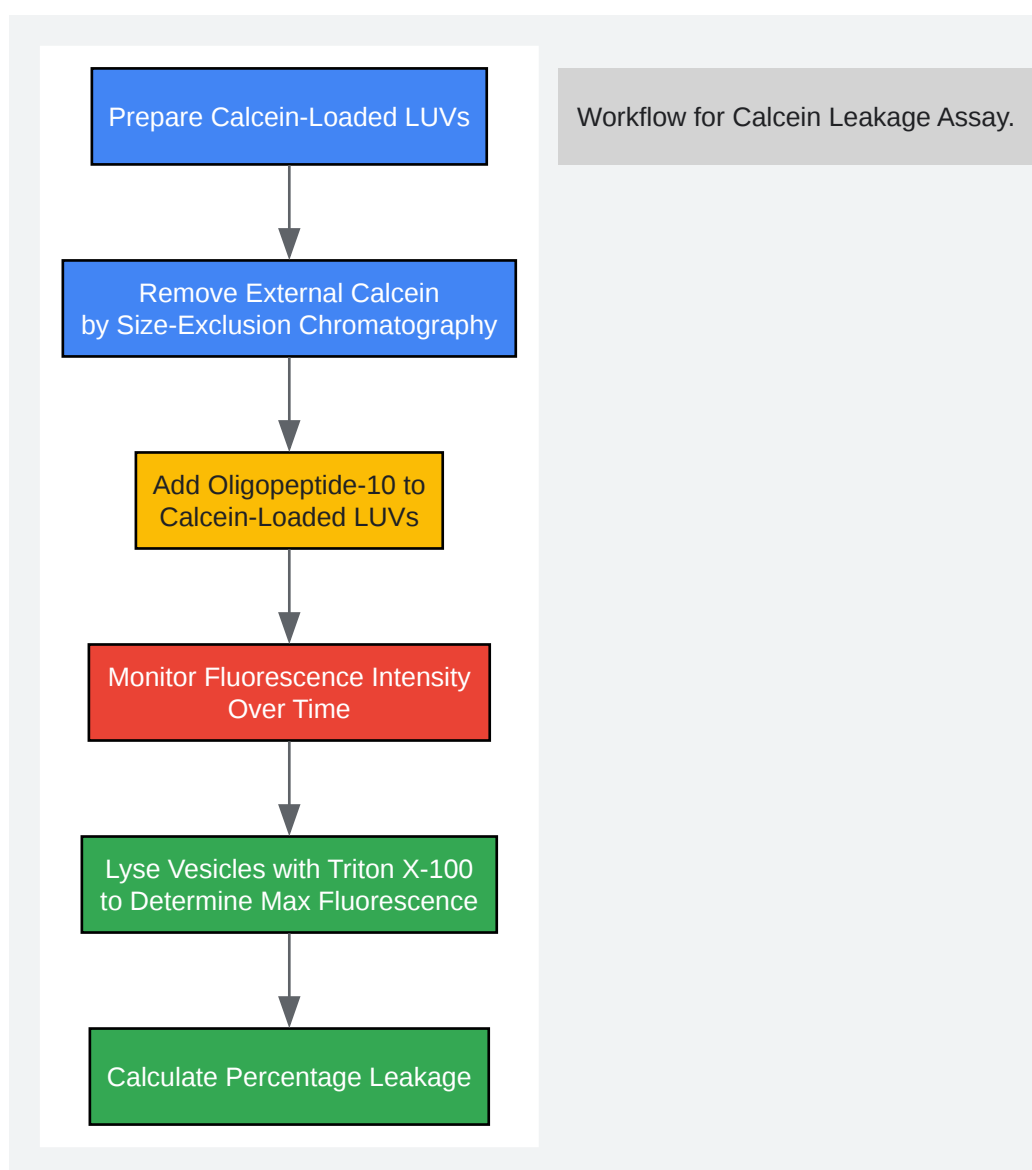 Prepare Calcein-Loaded LUVs
Workflow for Calcein Leakage Assay.
Remove External Calcein
by Size-Exclusion Chromatography
Add Oligopeptide-10 to
Calcein-Loaded LUVs
Monitor Fluorescence Intensity
Over Time
Lyse Vesicles with Triton X-100
to Determine Max Fluorescence
Calculate Percentage Leakage